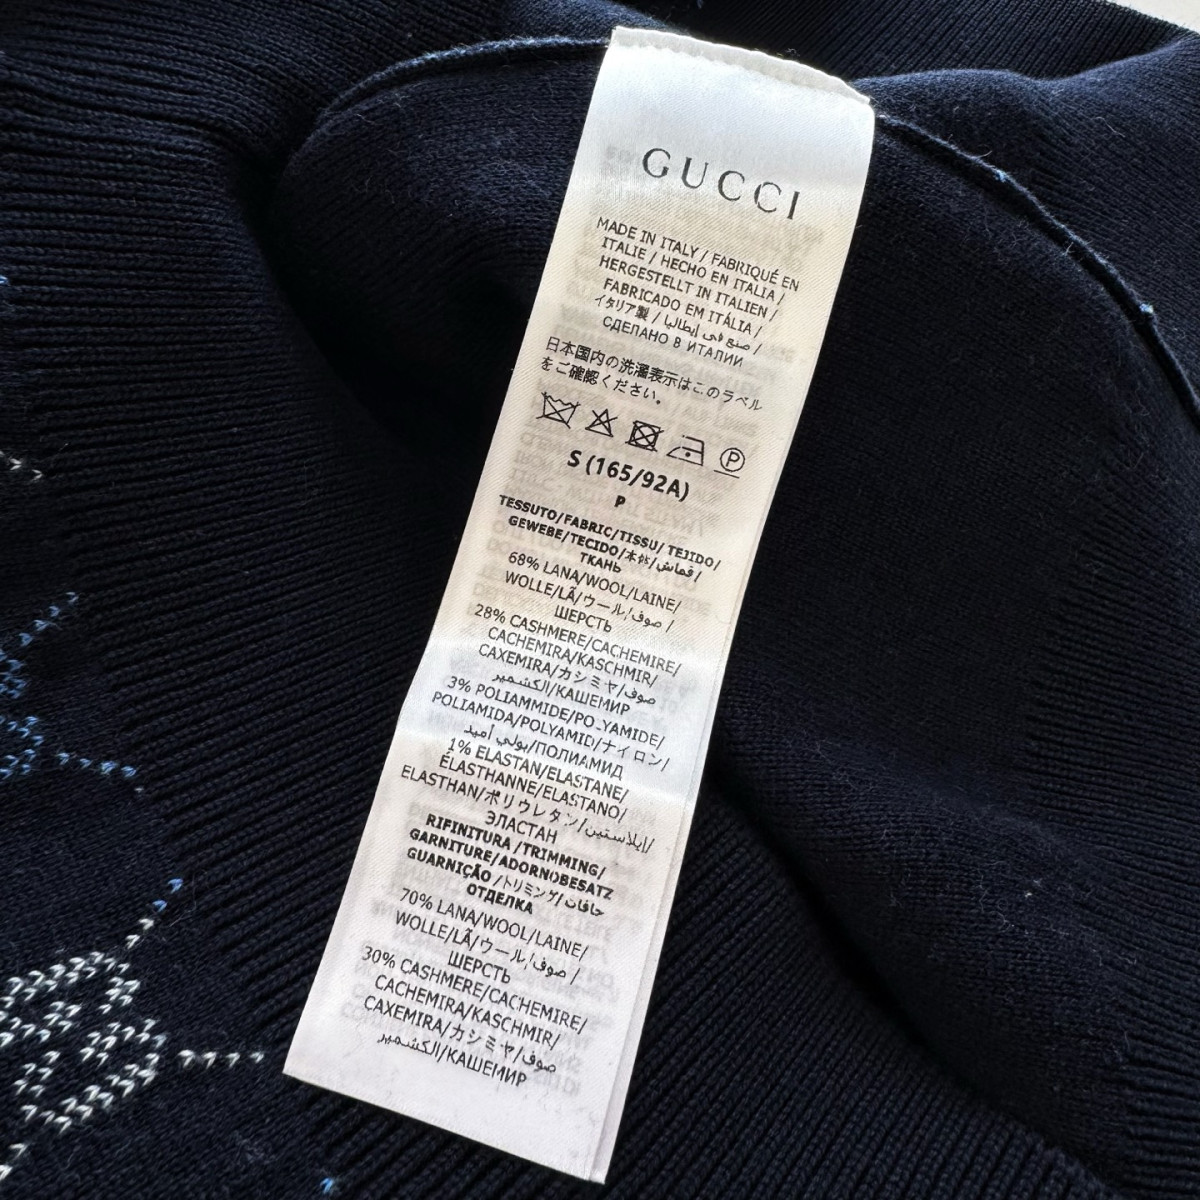 GUCCI
MADE IN ITALY / FABRIQUÉ EN
ITALIE / HECHO EN ITALIA /
HERGESTELLT IN ITALIEN /
FABRICADO EM ITÁLIA /
イタリア製 / صنع في إيطاليا /
СДЕЛАНО В ИТАЛИИ
日本国内の洗濯表示はこのラベル
をご確認ください。
P
S (165/92A)
P
TESSUTO/FABRIC/TISSU/TEJIDO/
GEWEBE/TECIDO/本体/قماش/
ТКАНЬ
68% LANA/WOOL/LAINE/
WOLLE/LÃ/ウール/صوف /
ШЕРСТЬ
28% CASHMERE/CACHEMIRE/
CACHEMIRA/KASCHMIR/
CAXEMIRA/カシミヤ/صوف
الكشمير/КАШЕМИР
3% POLIAMMIDE/POLYAMIDE/
POLIAMIDA/POLYAMID/ナイロン/
بولي أميد/ПОЛИАМИД
1% ELASTAN/ELASTANE/
ÉLASTHANNE/ELASTANO/
ELASTHAN/ポリウレタン/إيلاستين/
ЭЛАСТАН
RIFINITURA /TRIMMING/
GARNITURE/ADORNO/BESATZ
GUARNIÇÃO /トリミング/حافات/
ОТДЕЛКА
70% LANA/WOOL/LAINE/
WOLLE/LÃ/ウール/صوف /
ШЕРСТЬ
30% CASHMERE/CACHEMIRE/
CACHEMIRA/KASCHMIR/
CAXEMIRA/カシミヤ/صوف
الكشمير/КАШЕМИР